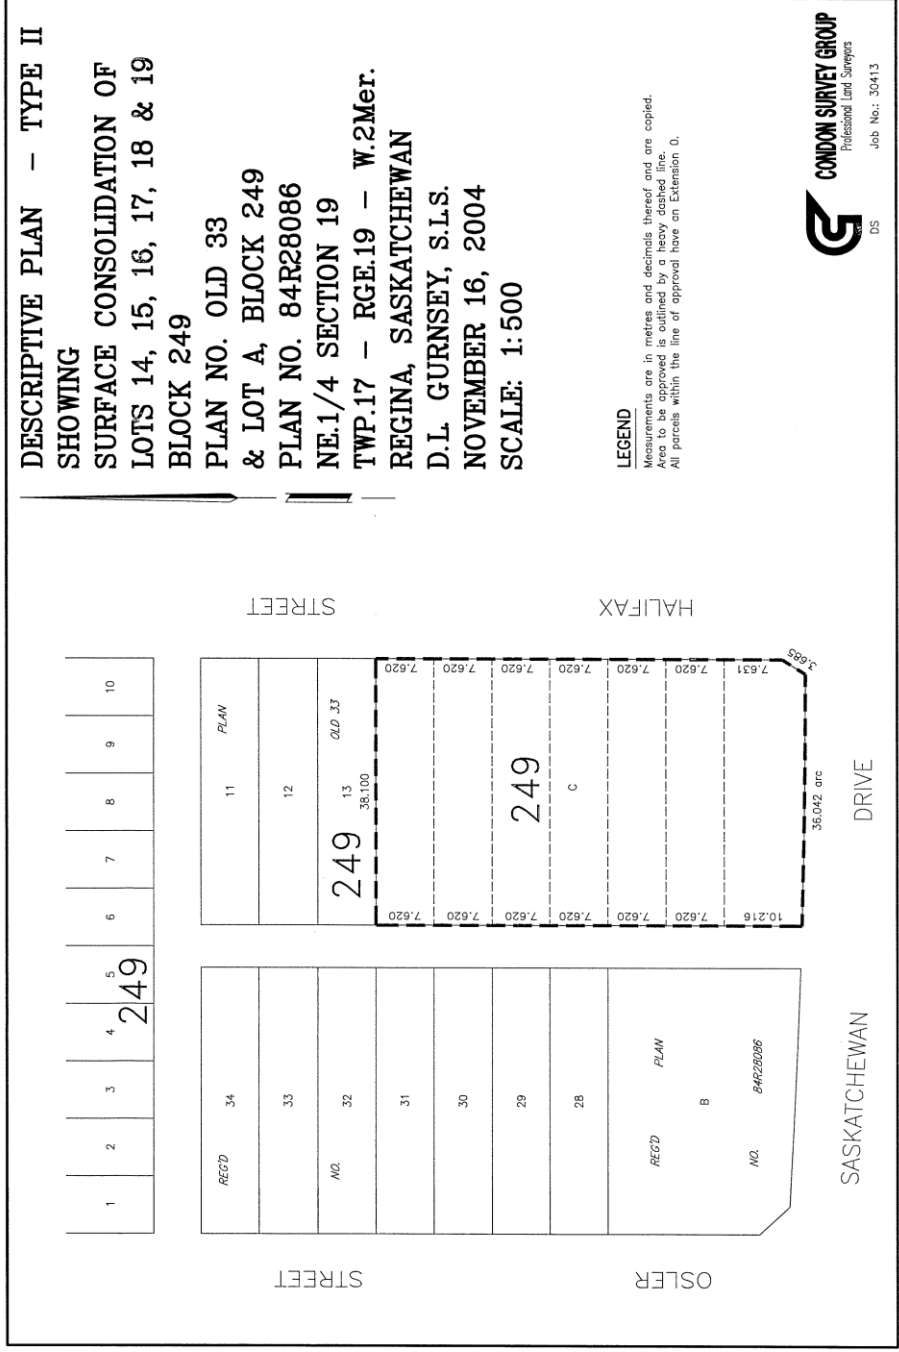 DESCRIPTIVE PLAN - TYPE II
SHOWING
SURFACE CONSOLIDATION OF
LOTS 14, 15, 16, 17, 18 & 19
BLOCK 249
PLAN NO. OLD 33
& LOT A, BLOCK 249
PLAN NO. 84R28086
NE.1/4 SECTION 19
TWP.17 - RGE.19 - W.2Mer.
REGINA, SASKATCHEWAN
D.L. GURNSEY, S.L.S.
NOVEMBER 16, 2004
SCALE: 1:500
LEGEND
Measurements are in metres and decimals thereof and are copied.
Area to be approved is outlined by a heavy dashed line.
All parcels within the line of approval have an Extension 0.
CONDON SURVEY GROUP
Professional Land Surveyors
DS
Job No.: 30413
1 2 3 4 5 6 7 8 9 10
249
STREET
STREET
REG'D
34
33
32
NO.
31
30
29
28
REG'D PLAN
B
NO. 84R28086
11
PLAN
12
13
OLD 33
249
38.100
7.620
7.620
7.620
7.620
7.620
7.620
10.216
249
C
7.620
7.620
7.620
7.620
7.620
7.620
7.631
3.685
36.042 arc
OSLER
HALIFAX
SASKATCHEWAN DRIVE